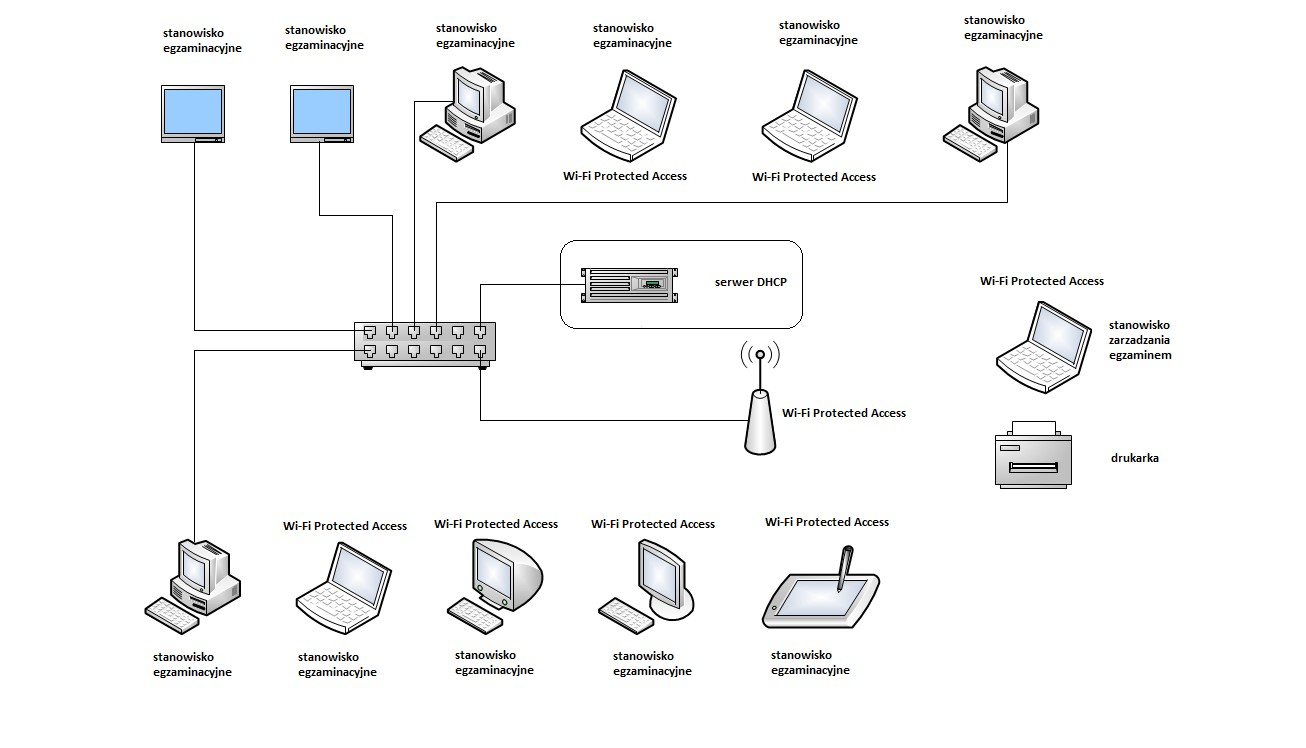 stanowisko
egzaminacyjne
stanowisko
egzaminacyjne
stanowisko
egzaminacyjne
stanowisko
egzaminacyjne
stanowisko
egzaminacyjne
stanowisko
egzaminacyjne
Wi-Fi Protected Access
Wi-Fi Protected Access
serwer DHCP
Wi-Fi Protected Access
stanowisko
zarzadzania
egzaminem
Wi-Fi Protected Access
drukarka
Wi-Fi Protected Access
Wi-Fi Protected Access
Wi-Fi Protected Access
Wi-Fi Protected Access
stanowisko
egzaminacyjne
stanowisko
egzaminacyjne
stanowisko
egzaminacyjne
stanowisko
egzaminacyjne
stanowisko
egzaminacyjne